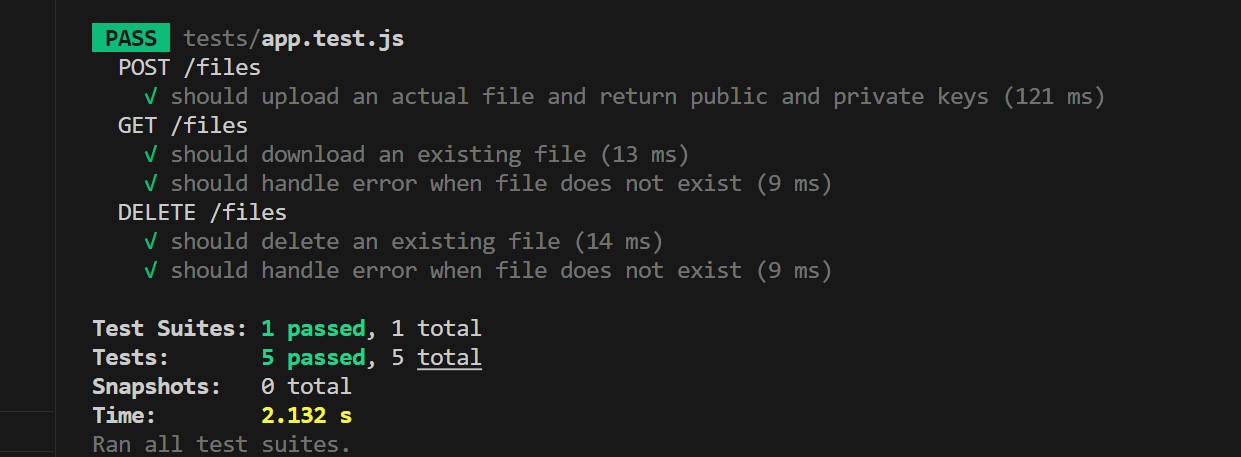 PASS tests/app.test.js
POST /files
√ should upload an actual file and return public and private keys (121 ms)
GET /files
√ should download an existing file (13 ms)
√ should handle error when file does not exist (9 ms)
DELETE /files
√ should delete an existing file (14 ms)
√ should handle error when file does not exist (9 ms)
Test Suites: 1 passed, 1 total
Tests: 5 passed, 5 total
Snapshots: 0 total
Time: 2.132 s
Ran all test suites.